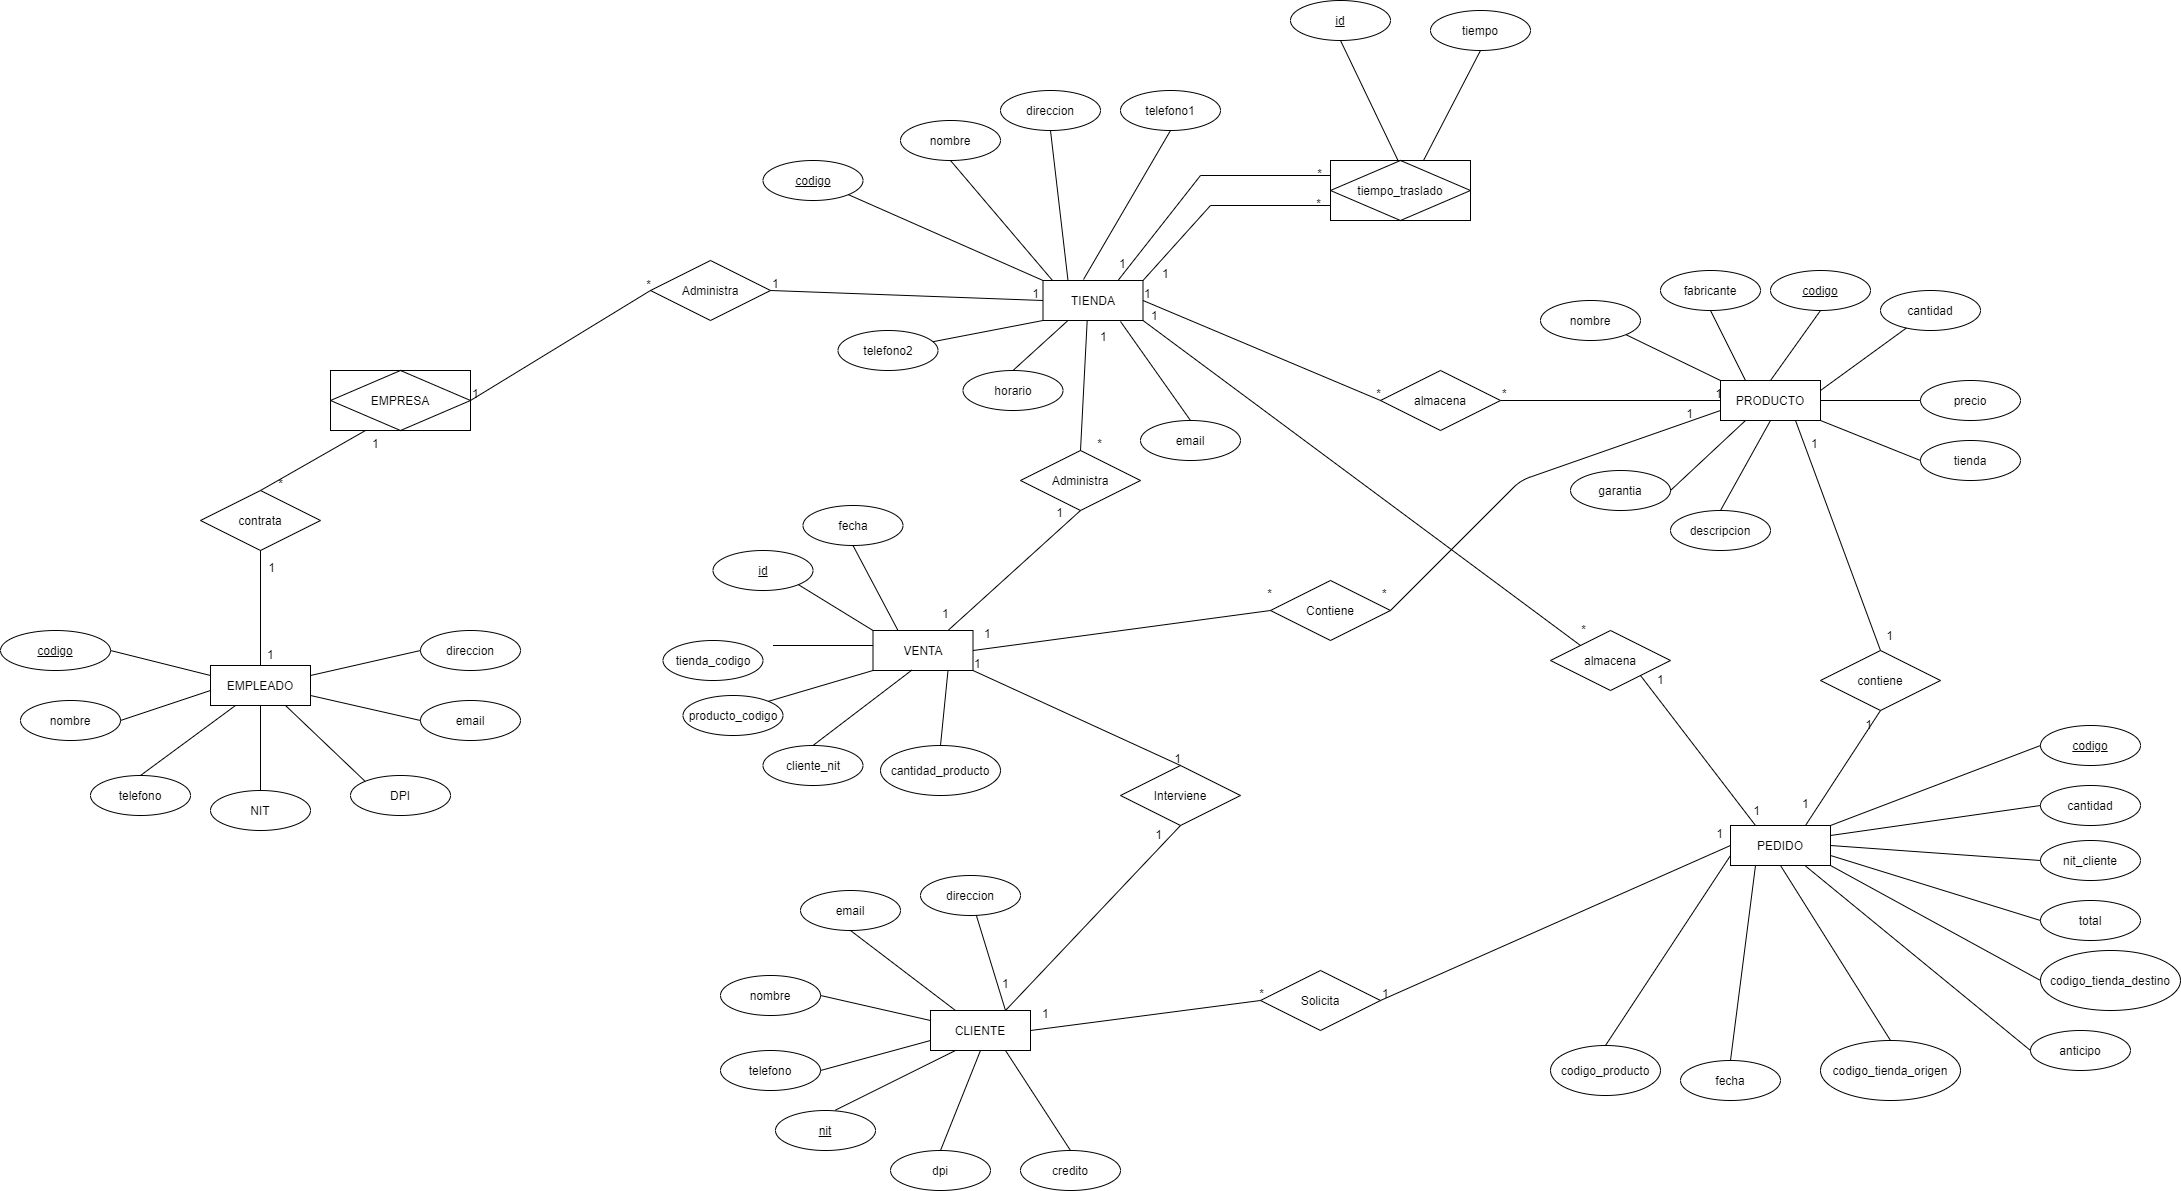 id
tiempo
direccion
telefono1
nombre
codigo
*
tiempo_traslado
*
1
1
*
Administra
1
1
TIENDA
1
1
telefono2
1
horario
email
fabricante
codigo
nombre
cantidad
*
almacena
*
1
PRODUCTO
precio
1
tienda
1
garantia
descripcion
EMPRESA
1
1
*
contrata
1
1
*
Administra
1
fecha
id
1
*
Contiene
*
1
VENTA
1
tienda_codigo
producto_codigo
cliente_nit
cantidad_producto
*
almacena
1
1
contiene
1
codigo
direccion
EMPLEADO
nombre
email
telefono
NIT
DPI
1
Interviene
1
1
1
1
codigo
cantidad
PEDIDO
nit_cliente
total
codigo_tienda_destino
anticipo
codigo_producto
fecha
codigo_tienda_origen
email
direccion
nombre
1
1
*
Solicita
1
CLIENTE
telefono
nit
dpi
credito